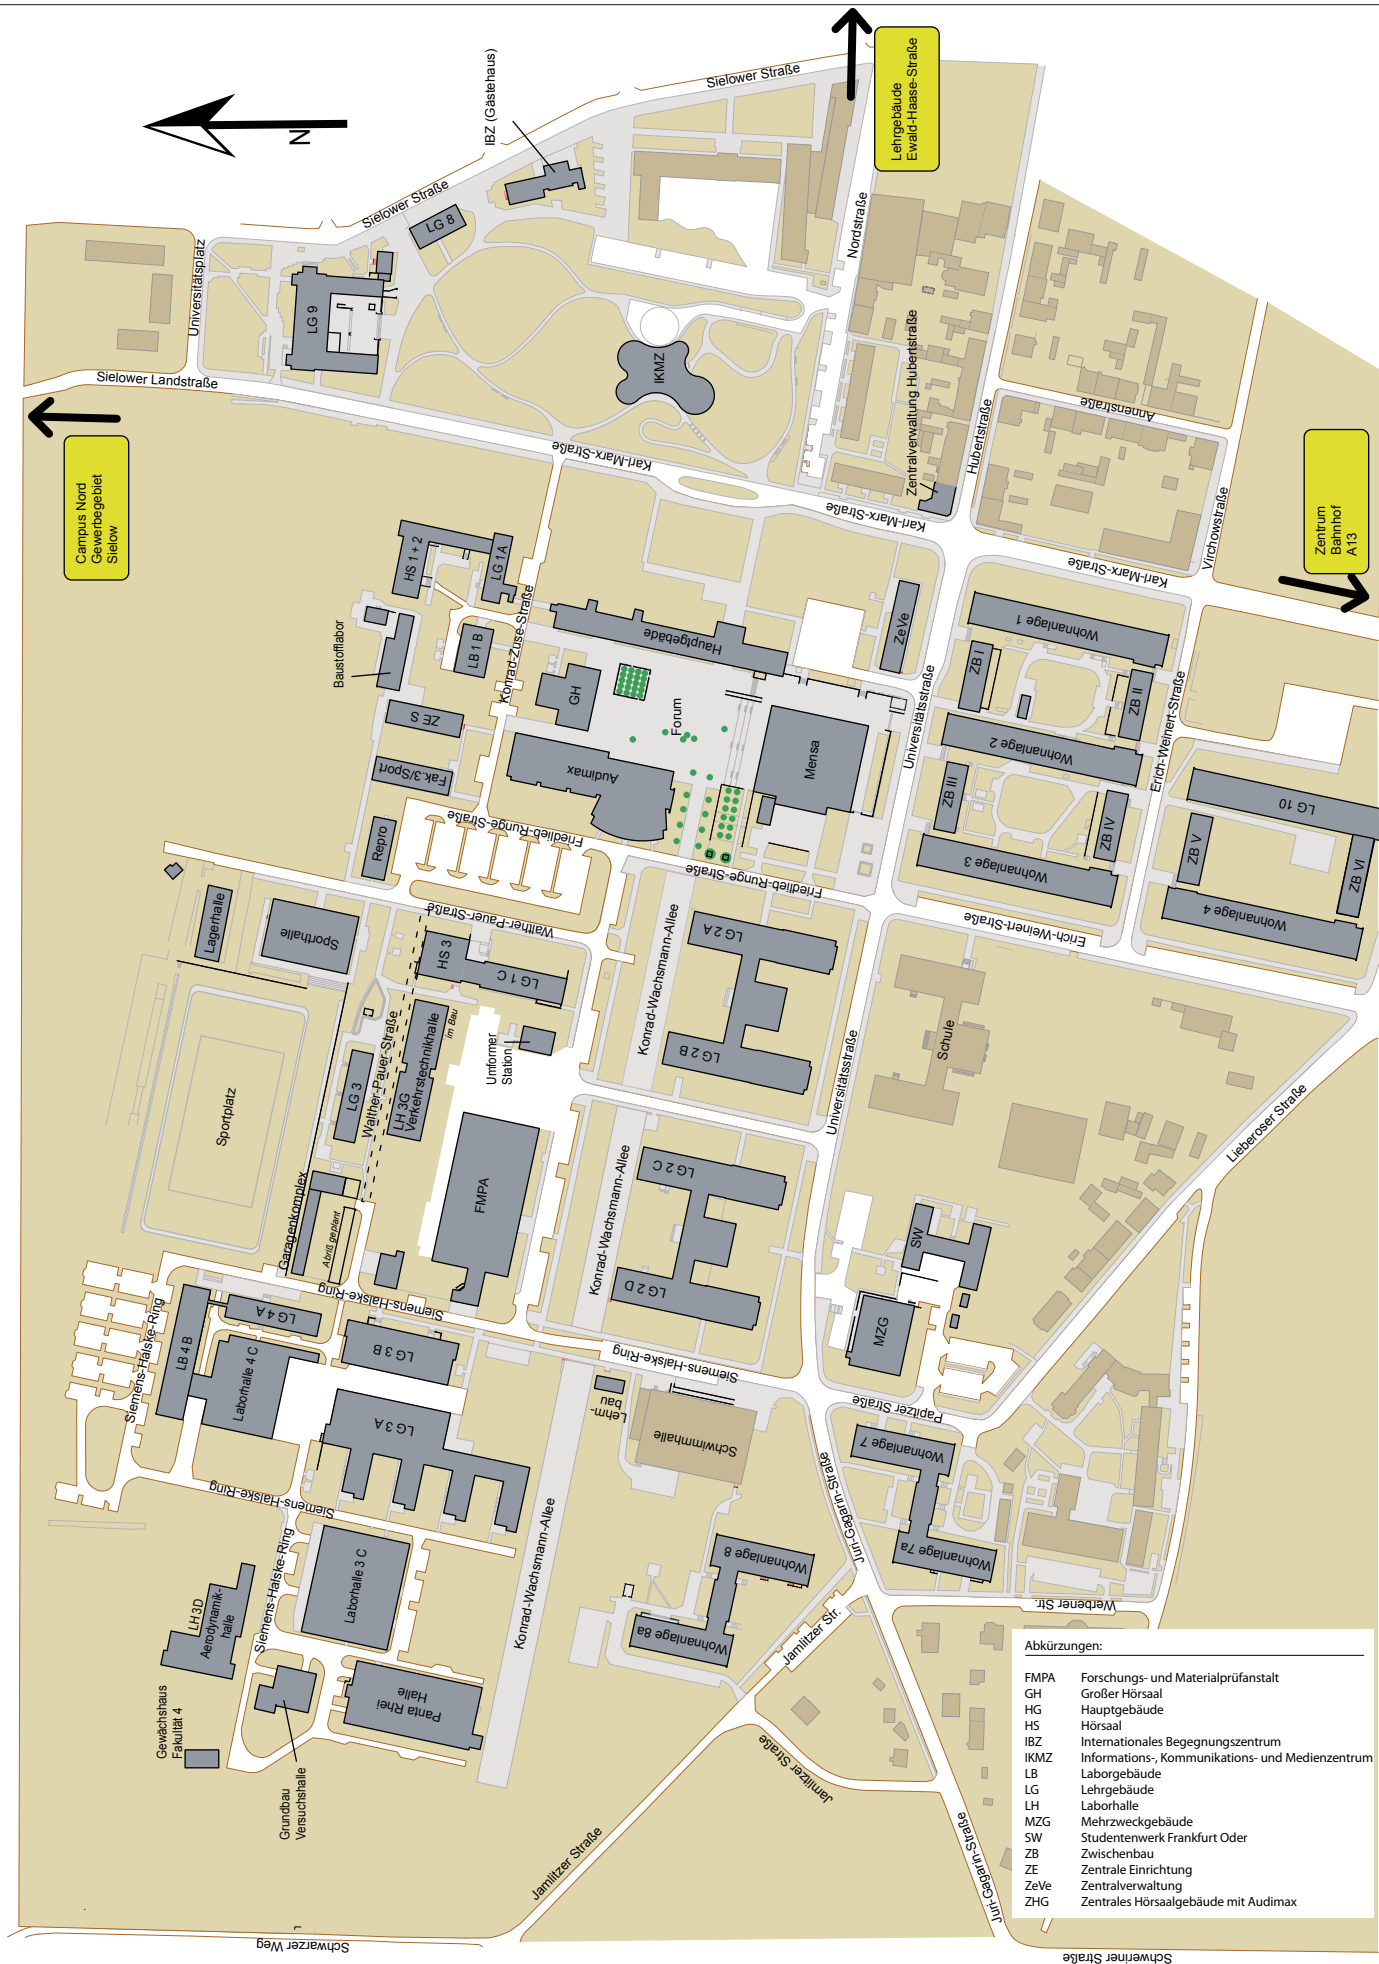 Lehrgebäude
Ewald-Haase-Straße
Sielower Straße
IBZ (Gästehaus)
N
Sielower Straße
LG 8
Nordstraße
Universitätsplatz
LG 9
IKMZ
Sielower Landstraße
Zentralverwaltung Hubertstraße
Annenstraße
Hubertstraße
Campus Nord
Gewerbegebiet
Sielow
Karl-Marx-Straße
Karl-Marx-Straße
Karl-Marx-Straße
Virchowstraße
Zentrum
Bahnhof
A13
HS 1 + 2
LG 1A
Baustofflabor
LB 1 B
Konrad-Zuse-Straße
Hauptgebäude
ZeVe
Wohnanlage 1
ZB I
ZB II
GH
Forum
ZE S
Fak.3/Sport
Audimax
Mensa
Universitätsstraße
Wohnanlage 2
Erich-Weinert-Straße
ZB III
ZB IV
LG 10
Repro
Friedlieb-Runge-Straße
Friedlieb-Runge-Straße
Wohnanlage 3
ZB V
ZB VI
Wohnanlage 4
Lagerhalle
Sporthalle
Walther-Pauer-Straße
HS 3
LG 1 C
Konrad-Wachsmann-Allee
LG 2 A
Erich-Weinert-Straße
LH 3G
Verkehrstechnikhalle
im Bau
Umformer
Station
LG 2 B
Universitätsstraße
Schule
Sportplatz
LG 3
Walther-Pauer-Straße
Lieberoser Straße
Garagenkomplex
Abriß geplant
FMPA
Konrad-Wachsmann-Allee
LG 2 C
LG 2 D
SW
MZG
Siemens-Halske-Ring
Siemens-Halske-Ring
LB 4 B
LG 4 A
Laborhalle 4 C
LG 3 B
LG 3 A
Siemens-Halske-Ring
Lehm-
bau
Schwimmhalle
Papitzer Straße
Wohnanlage 7
Siemens-Halske-Ring
Siemens-Halske-Ring
Konrad-Wachsmann-Allee
Juri-Gagarin-Straße
Wohnanlage 7a
Wohnanlage 8
Wohnanlage 8a
LH 3D
Aerodynamik-
halle
Laborhalle 3 C
Werbener Str.
Jamlitzer Str.
Gewächshaus
Fakultät 4
Panta Rhei
Halle
Grundbau
Versuchshalle
Jamlitzer Straße
Jamlitzer Straße
Juri-Gagarin-Straße
Schwarzer Weg
Schweriner Straße
Abkürzungen:
FMPA Forschungs- und Materialprüfanstalt
GH Großer Hörsaal
HG Hauptgebäude
HS Hörsaal
IBZ Internationales Begegnungszentrum
IKMZ Informations-, Kommunikations- und Medienzentrum
LB Laborgebäude
LG Lehrgebäude
LH Laborhalle
MZG Mehrzweckgebäude
SW Studentenwerk Frankfurt Oder
ZB Zwischenbau
ZE Zentrale Einrichtung
ZeVe Zentralverwaltung
ZHG Zentrales Hörsaalgebäude mit Audimax